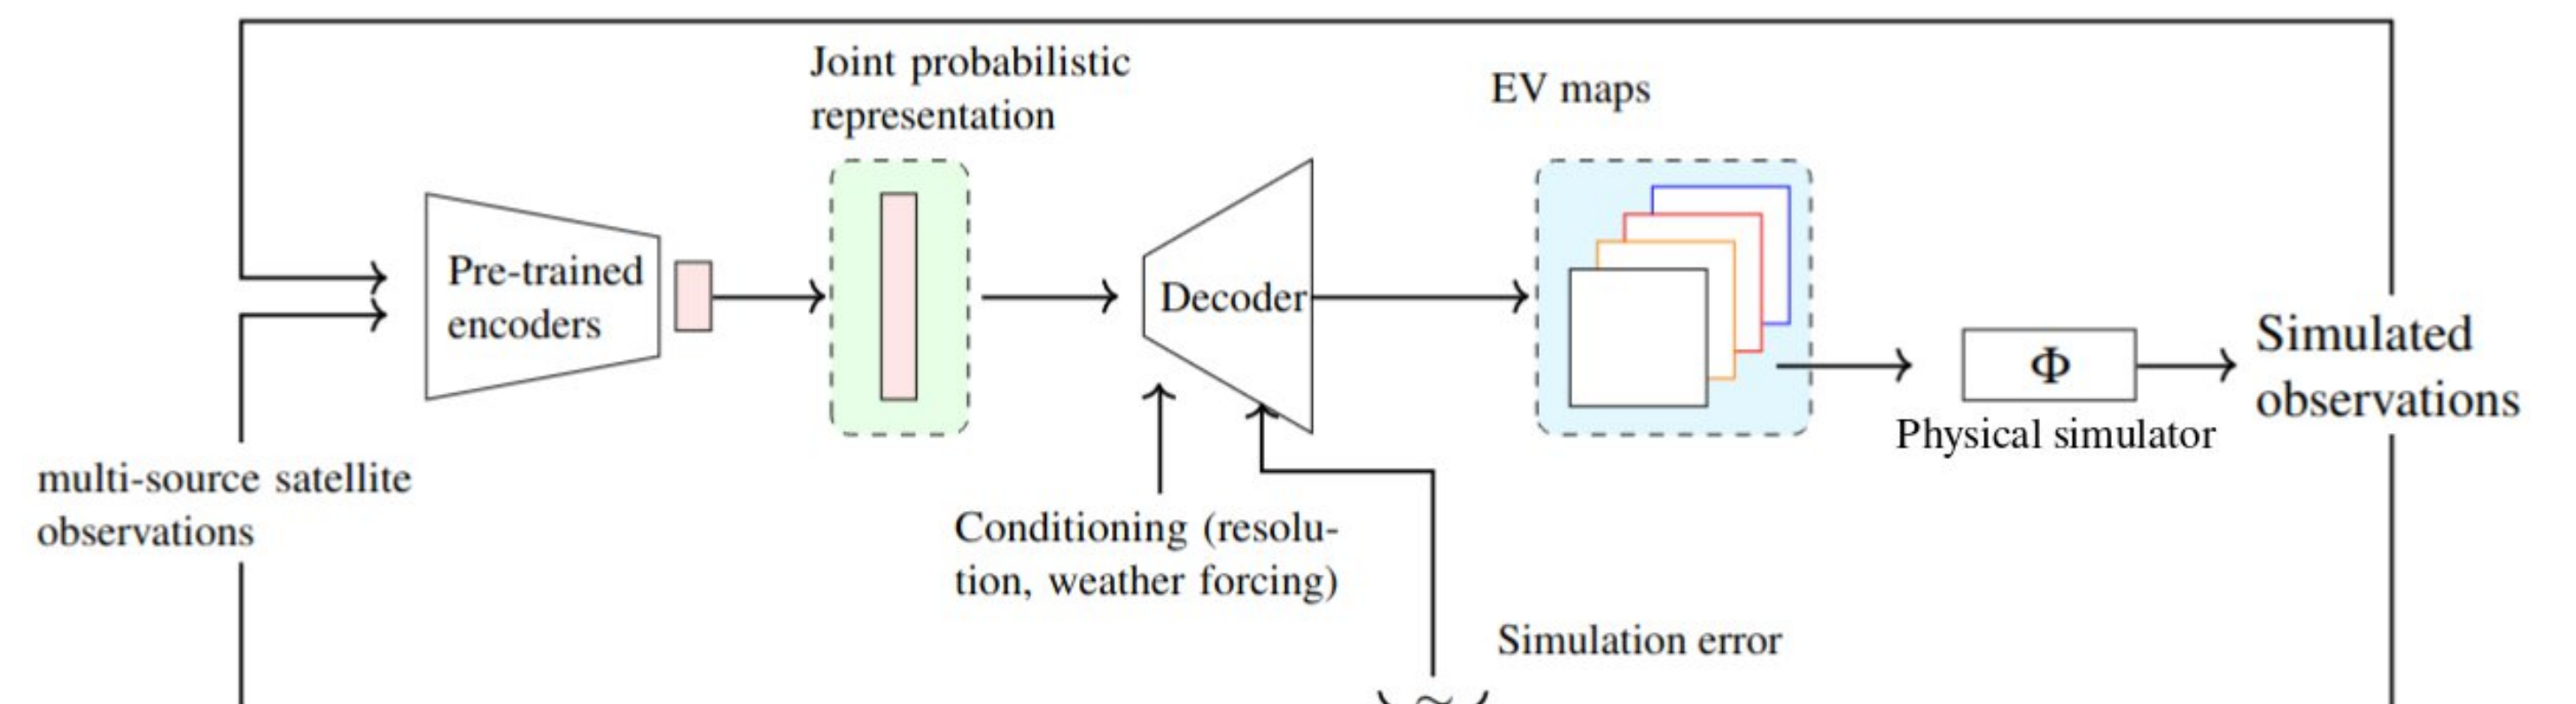 Joint probabilistic
representation
EV maps
Pre-trained
encoders
Decoder
Φ
Physical simulator
Simulated
observations
multi-source satellite
observations
Conditioning (resolu-
tion, weather forcing)
Simulation error